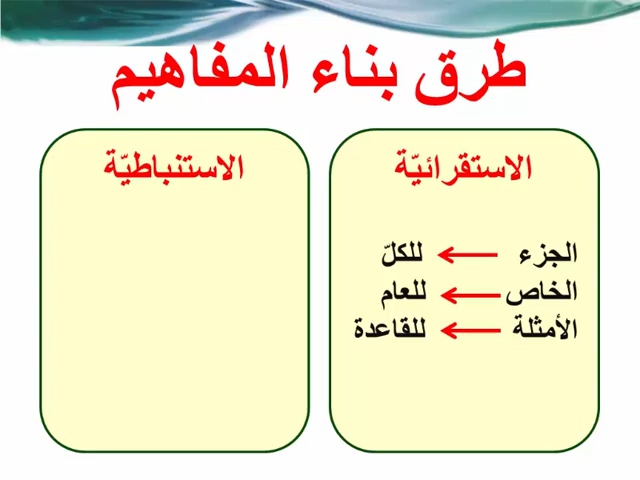 طرق بناء المفاهيم
الاستقرائيّة
الجزء للكلّ
الخاص للعام
الأمثلة للقاعدة
الاستنباطيّة